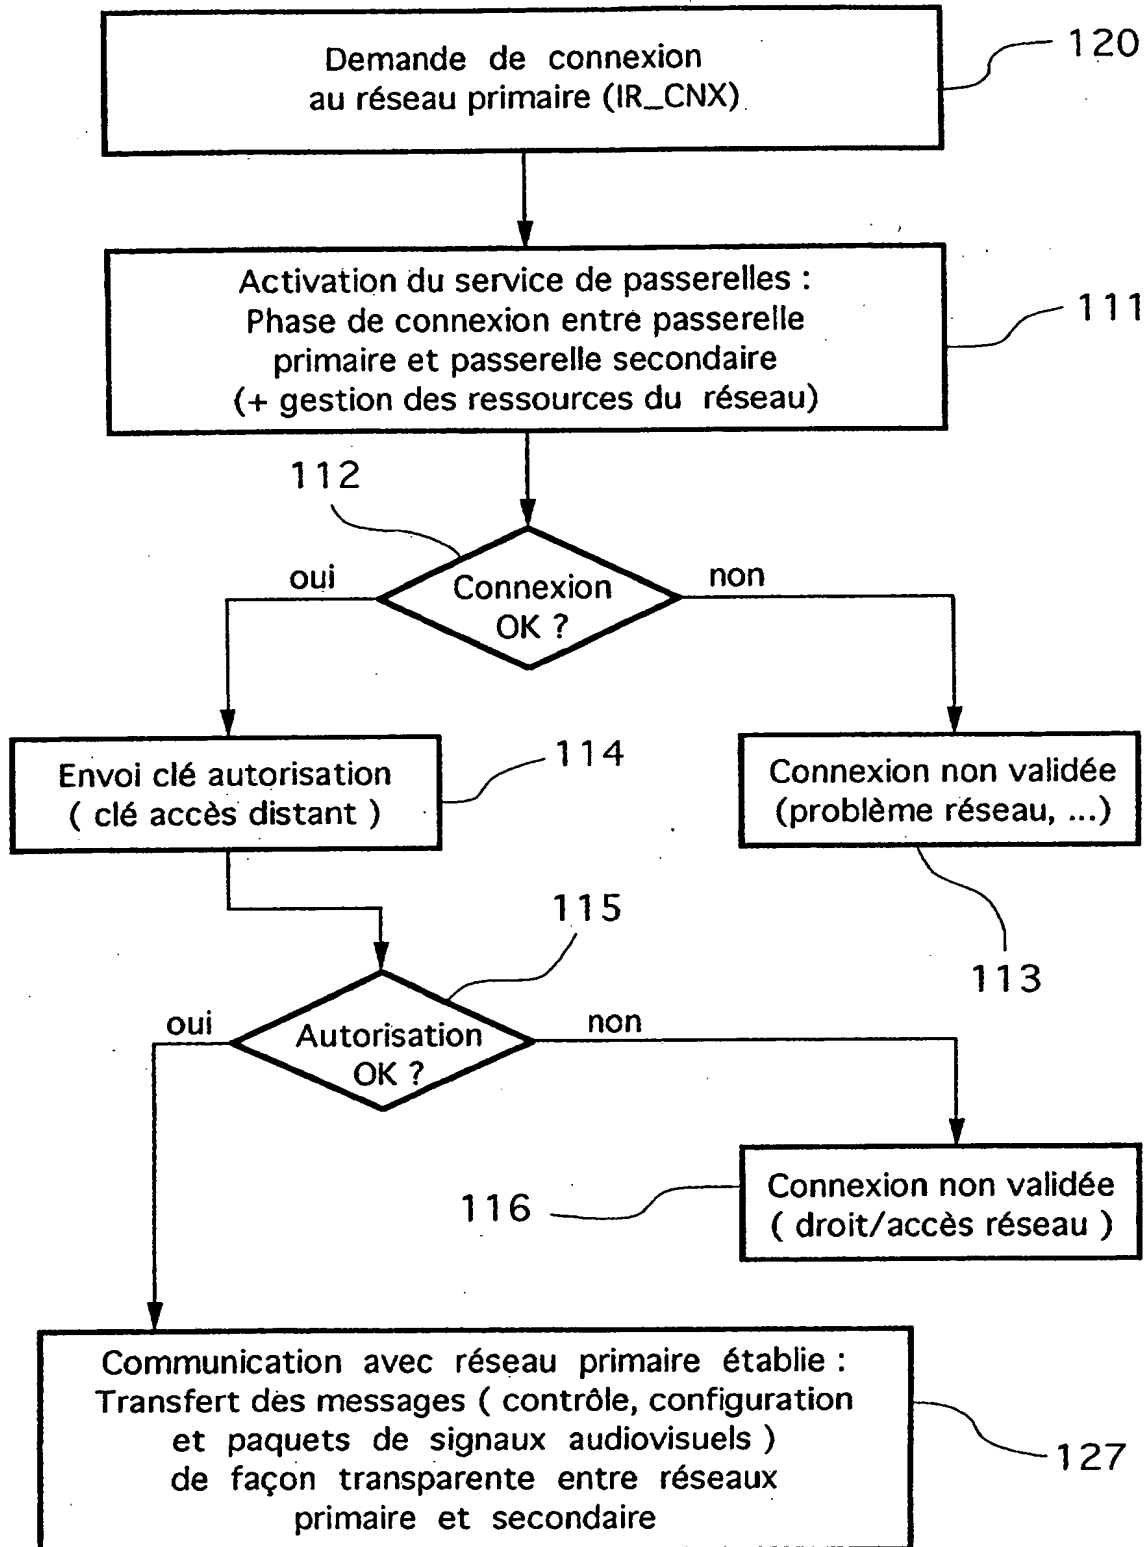 Demande de connexion
au réseau primaire (IR_CNX)
120
Activation du service de passerelles :
Phase de connexion entre passerelle
primaire et passerelle secondaire
(+ gestion des ressources du réseau)
111
112
oui
Connexion
OK ?
non
Envoi clé autorisation
( clé accès distant )
114
Connexion non validée
(problème réseau, ...)
113
115
oui
Autorisation
OK ?
non
116
Connexion non validée
( droit/accès réseau )
Communication avec réseau primaire établie :
Transfert des messages ( contrôle, configuration
et paquets de signaux audiovisuels )
de façon transparente entre réseaux
primaire et secondaire
127